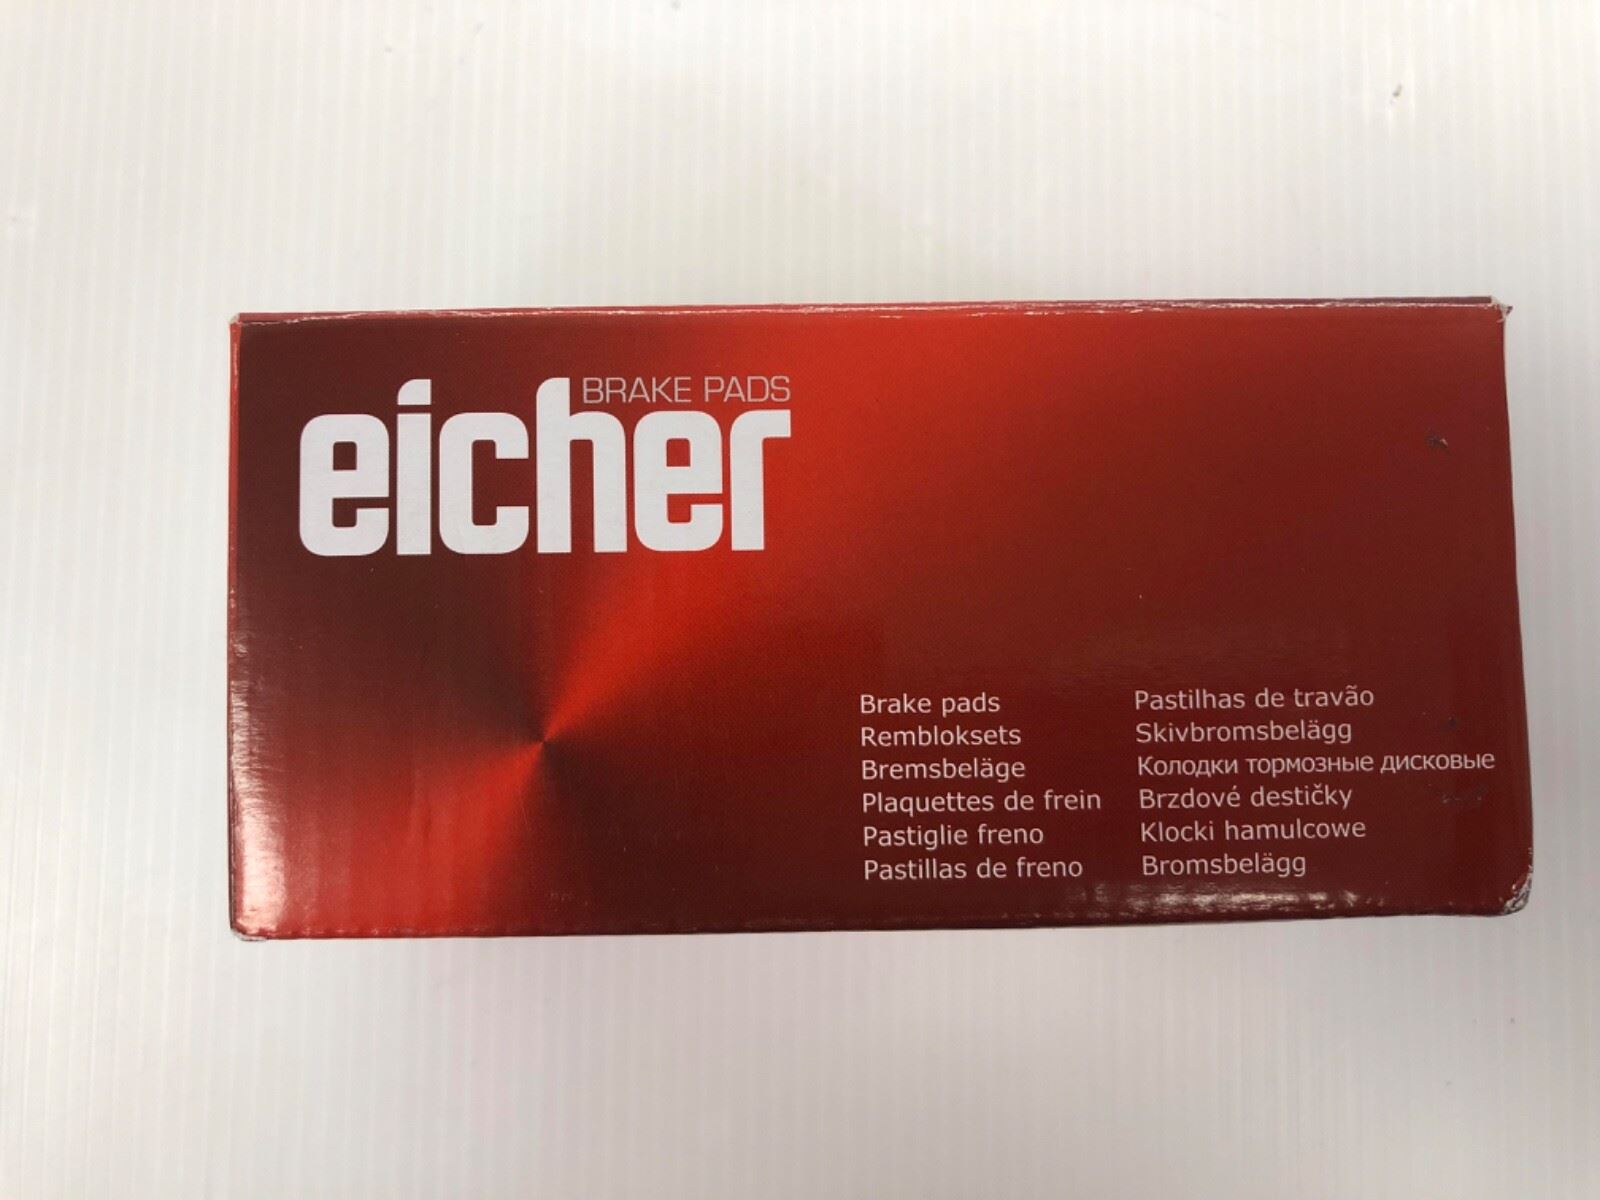 BRAKE PADS
eicher
Brake pads
Rembloksets
Bremsbeläge
Plaquettes de frein
Pastiglie freno
Pastillas de freno
Pastilhas de travão
Skivbromsbelägg
Колодки тормозные дисковые
Brzdové destičky
Klocki hamulcowe
Bromsbelägg